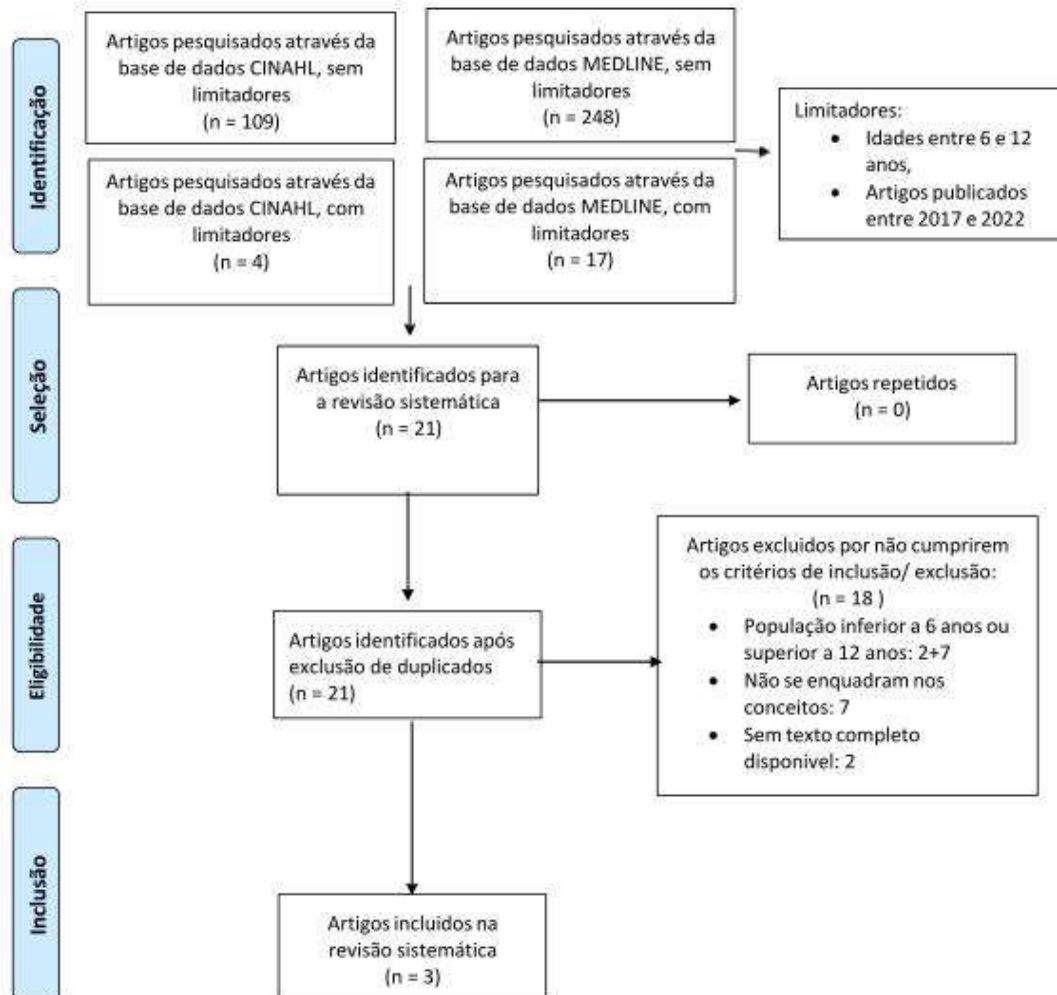 Identificação
Artigos pesquisados através da
base de dados CINAHL, sem
limitadores
(n = 109)
Artigos pesquisados através da
base de dados MEDLINE, sem
limitadores
(n = 248)
Limitadores:
• Idades entre 6 e 12
anos,
• Artigos publicados
entre 2017 e 2022
Artigos pesquisados através da
base de dados CINAHL, com
limitadores
(n = 4)
Artigos pesquisados através da
base de dados MEDLINE, com
limitadores
(n = 17)
Seleção
Artigos identificados para
a revisão sistemática
(n = 21)
Artigos repetidos
(n = 0)
Eligibilidade
Artigos identificados após
exclusão de duplicados
(n = 21)
Artigos excluidos por não cumprirem
os critérios de inclusão/ exclusão:
(n = 18 )
• População inferior a 6 anos ou
superior a 12 anos: 2+7
• Não se enquadram nos
conceitos: 7
• Sem texto completo
disponivel: 2
Inclusão
Artigos incluidos na
revisão sistemática
(n = 3)